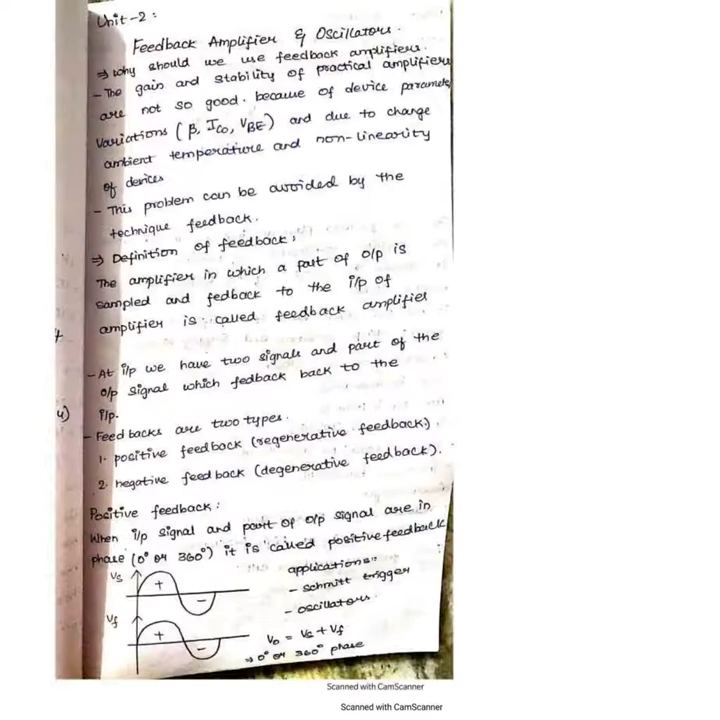 Unit-2:
Feedback Amplifier & Oscillators.
⇒ Why should we use feedback amplifiers.
- The gain and stability of practical amplifiers
are not so good. because of device paramete
variations (β, ICO, VBE) and due to change
ambient temperature and non-linearity
of devices
- This problem can be avoided by the
technique feedback.
⇒ Definition of feedback:
The amplifier in which a part of o/p is
sampled and fedback to the i/p of
amplifier is called feedback amplifier
- At i/p we have two signals and part of the
o/p signal which fedback back to the
4) i/p.
- Feedbacks are two types.
1. positive feedback (regenerative feedback).
2. negative feedback (degenerative feedback).
Positive feedback:
When i/p signal and part of o/p signal are in
phase (0° or 360°) it is called positive feedback
Vs + -
applications"
- Schmitt trigger
- oscillators.
Vf + -
Vo = Vs + Vf
⇒ 0° or 360° phase
Scanned with CamScanner
Scanned with CamScanner